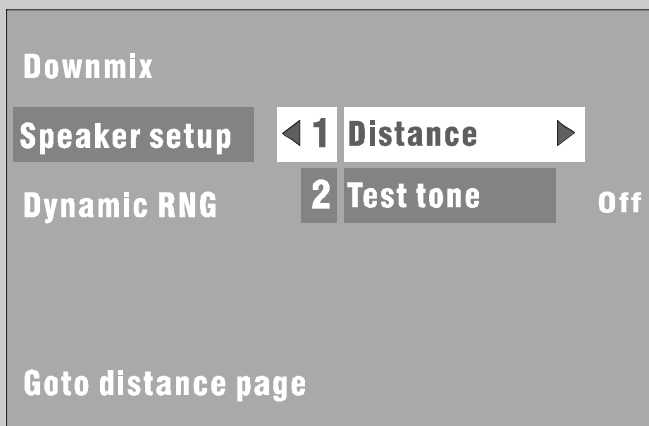 Downmix
Speaker setup ◀ 1 Distance ▶
Dynamic RNG 2 Test tone Off
Goto distance page